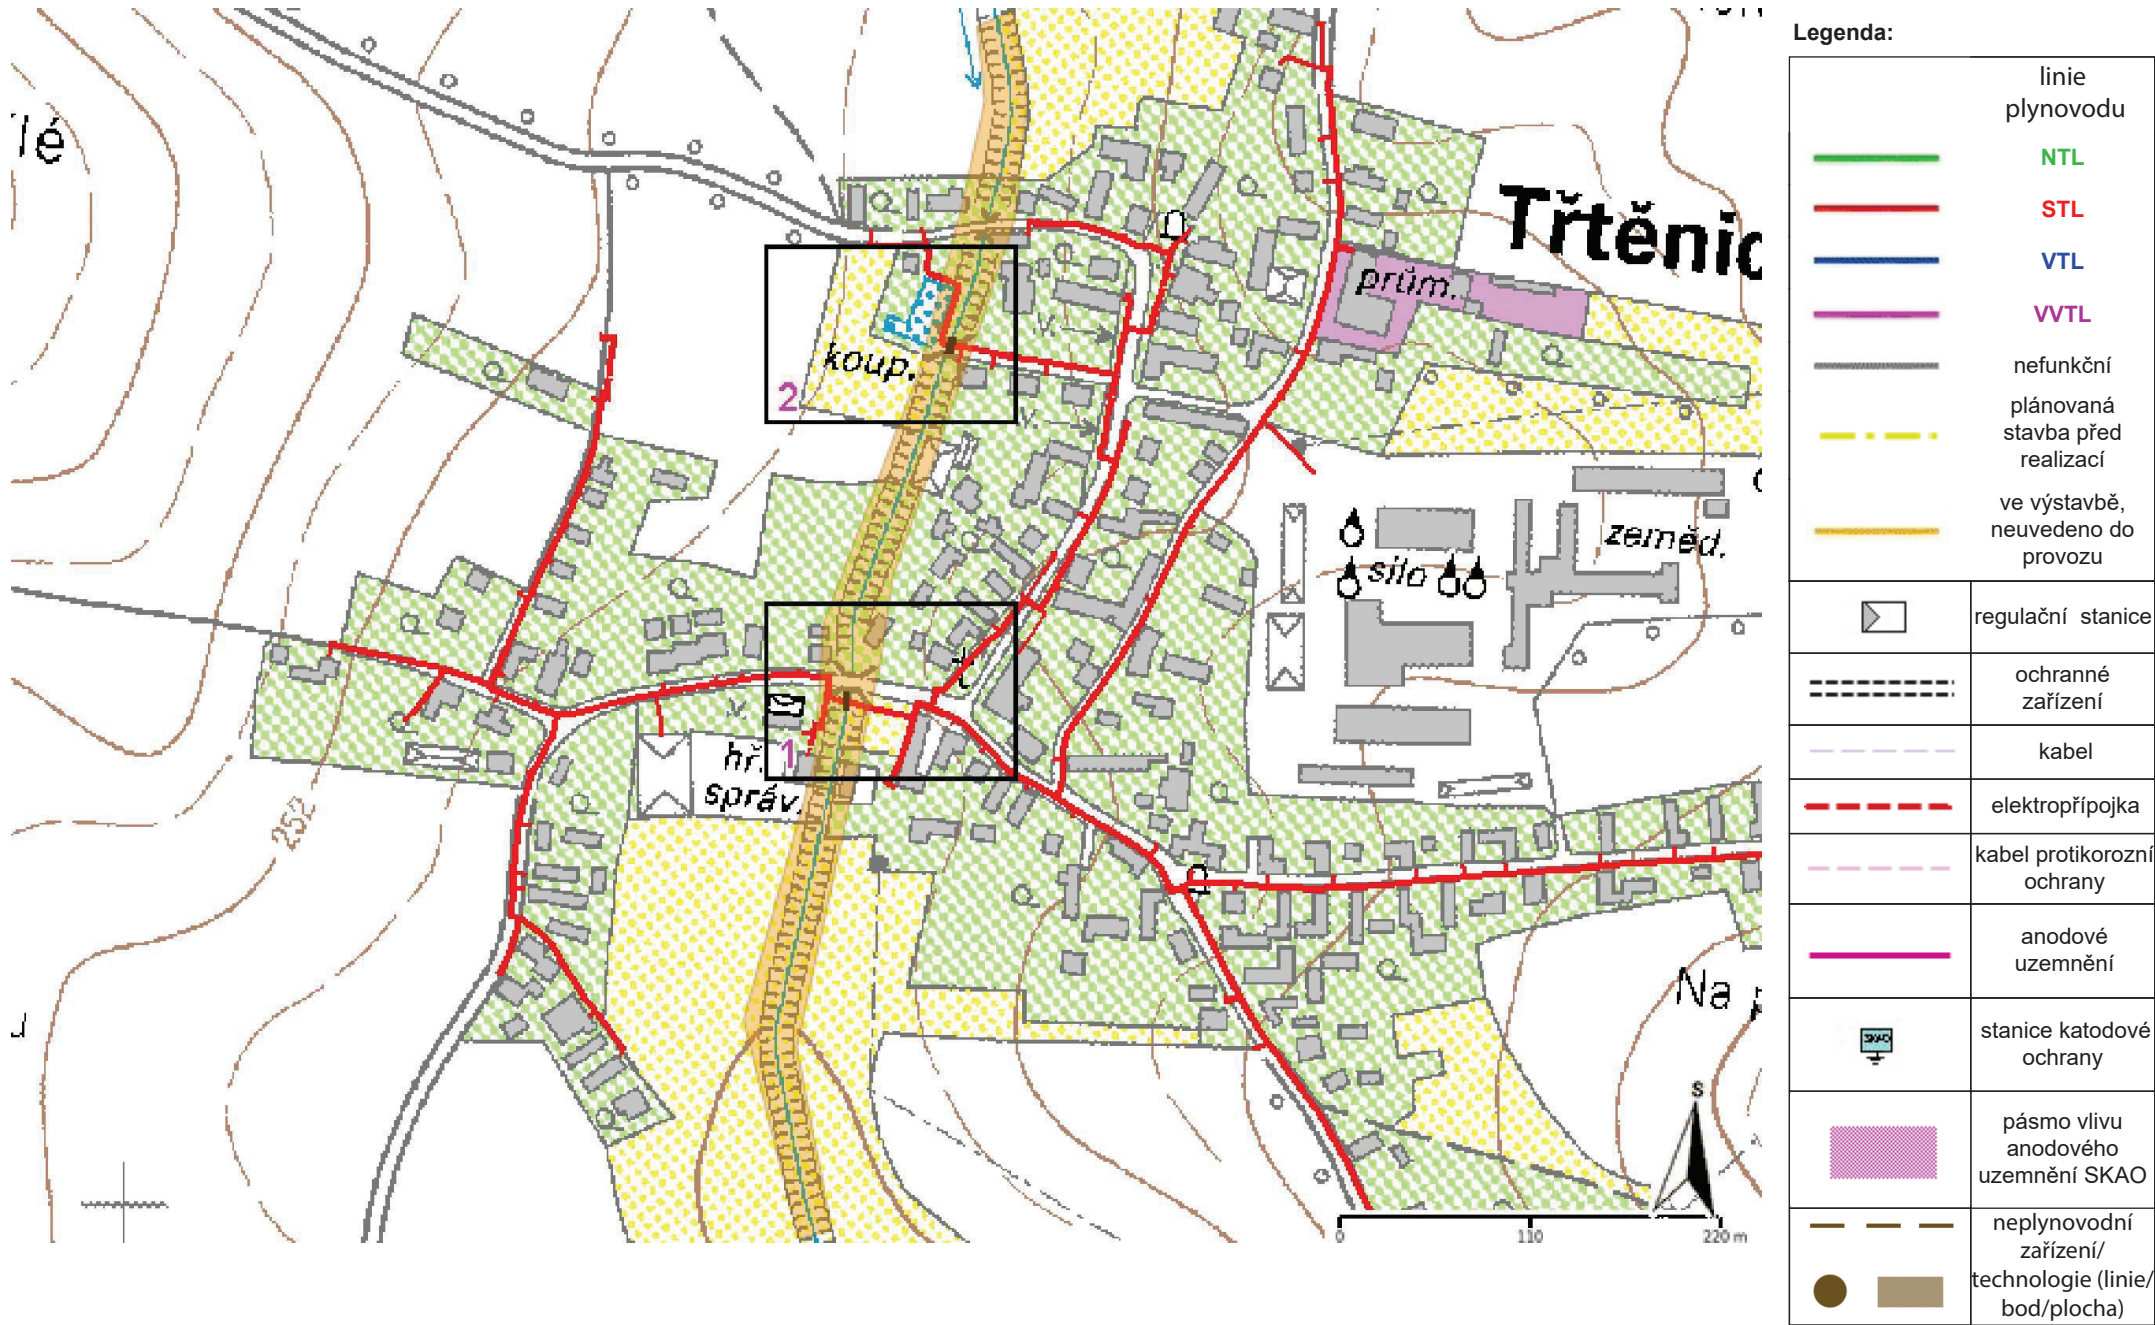 Třtěnic
prům.
koup.
2
zeměd.
silo
1
hř.
správ.
252
Na
S
0 110 220 m
Legenda:
linie
plynovodu
NTL
STL
VTL
VVTL
nefunkční
plánovaná
stavba před
realizací
ve výstavbě,
neuvedeno do
provozu
regulační stanice
ochranné
zařízení
kabel
elektropřípojka
kabel protikorozní
ochrany
anodové
uzemnění
SKAO
stanice katodové
ochrany
pásmo vlivu
anodového
uzemnění SKAO
neplynovodní
zařízení/
technologie (linie/
bod/plocha)